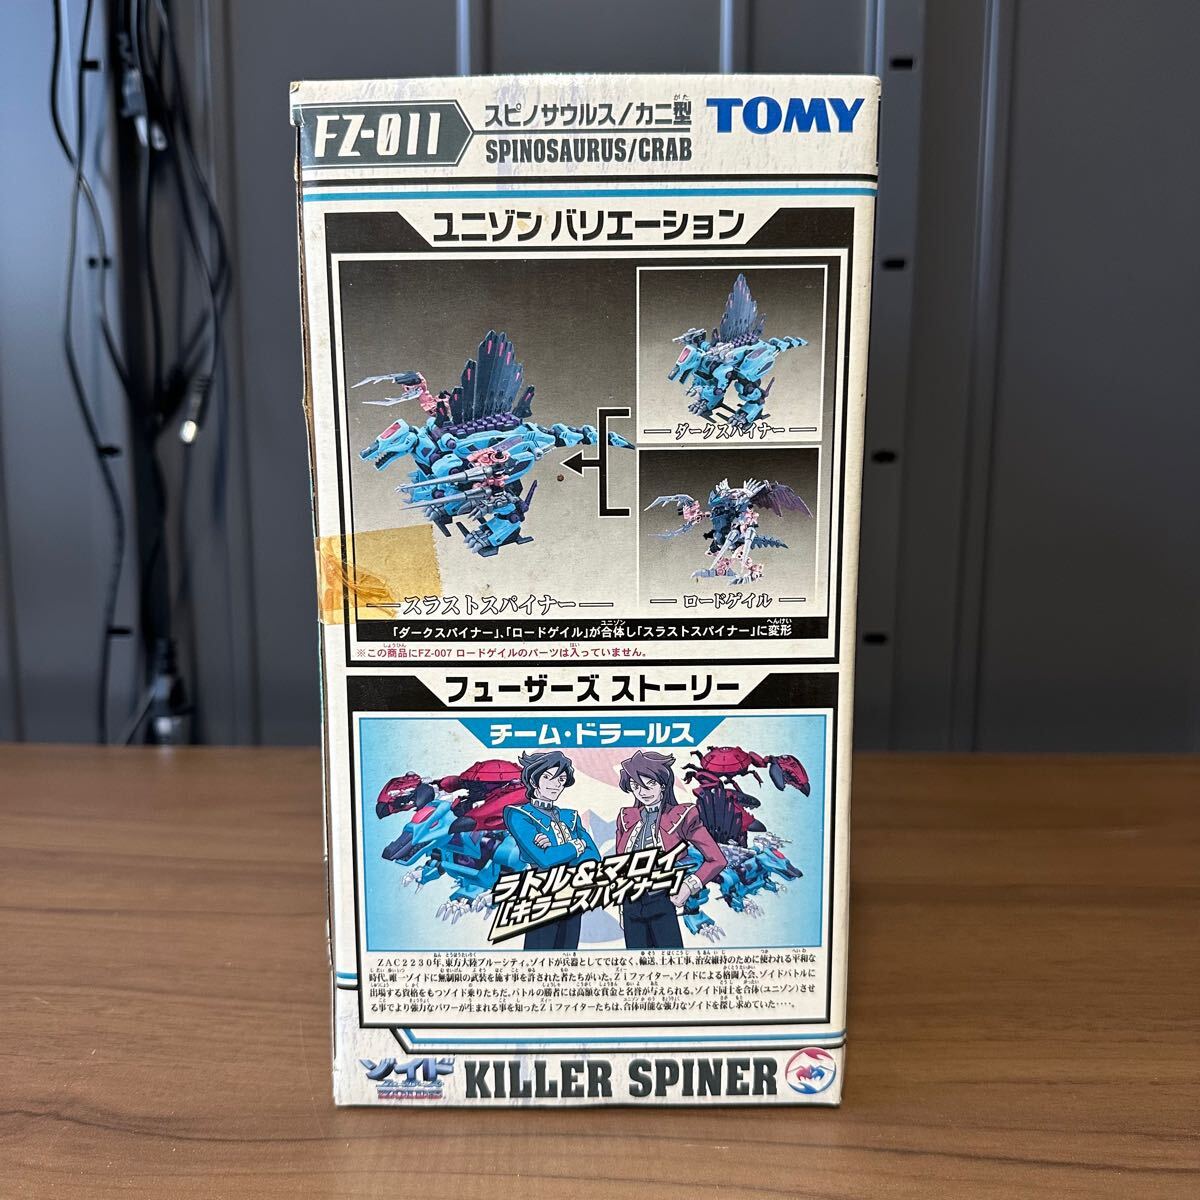 FZ-011
スピノサウルス/カニ型
がた
SPINOSAURUS/CRAB
TOMY
ユニゾン バリエーション
ダークスパイナー
スラストスパイナー
ロードゲイル
ユニゾン
へんけい
「ダークスパイナー」、「ロードゲイル」が合体し「スラストスパイナー」に変形
しょうひん
はい
※この商品にFZ-007 ロードゲイルのパーツは入っていません。
フューザーズ ストーリー
チーム・ドラールス
ラトル&マロイ
[キラースパイナー]
ZAC2230年、東方大陸ブルーシティ。ゾイドが兵器としてではなく、輸送、土木工事、治安維持のために使われる平和な
時代。唯一ゾイドに無制限の武装を施す事を許された者たちがいた。Ziファイター。ゾイドによる格闘大会、ゾイドバトルに
出場する資格をもつゾイド乗りたちだ。バトルの勝者には高額な賞金と名誉が与えられる。ゾイド同士を合体(ユニゾン)させ
る事でより強力なパワーが生まれる事を知ったZiファイターたちは、合体可能な強力なゾイドを探し求めていた‥‥。
ゾイド
KILLER SPINER